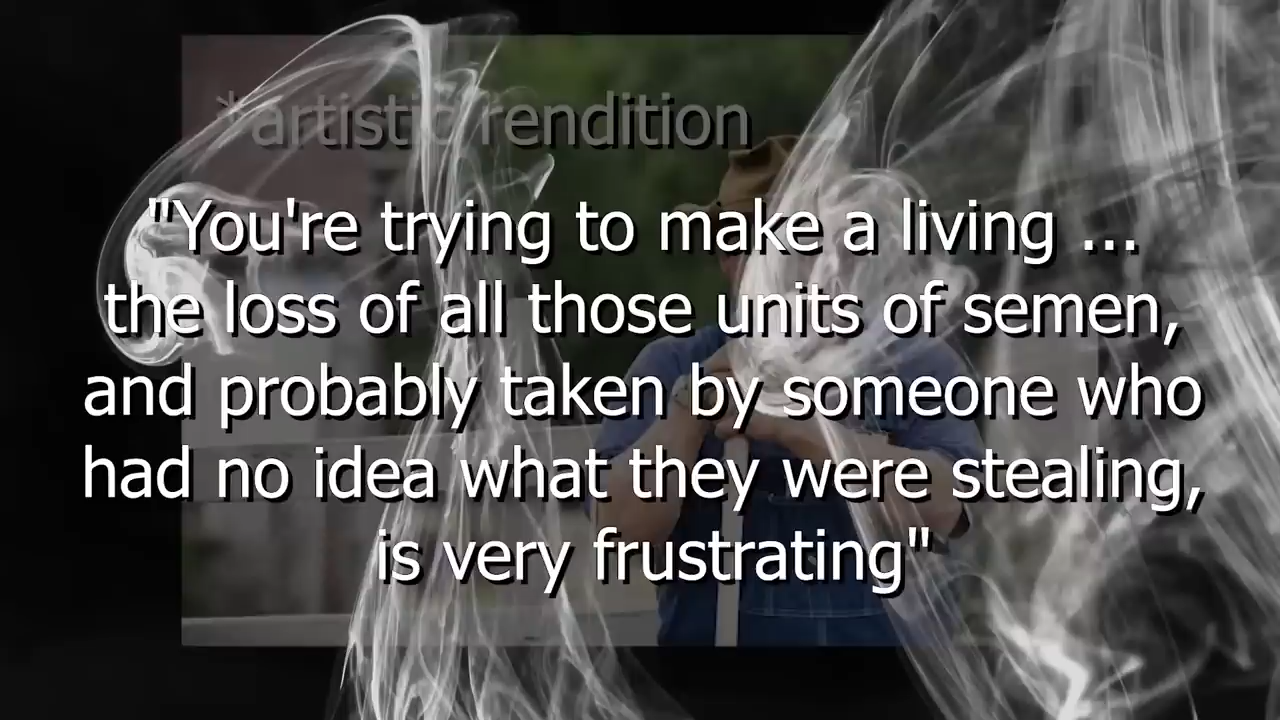 *artistic rendition
"You're trying to make a living ...
the loss of all those units of semen,
and probably taken by someone who
had no idea what they were stealing,
is very frustrating"